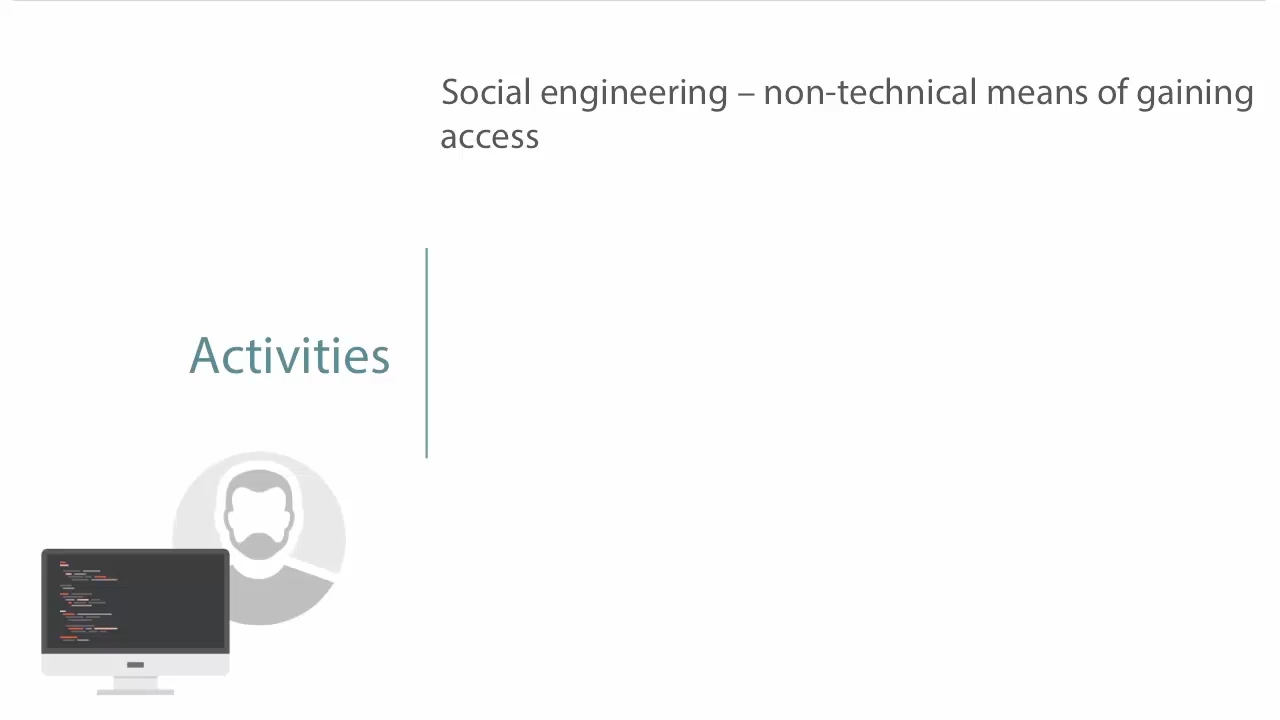 Social engineering – non-technical means of gaining
access
Activities